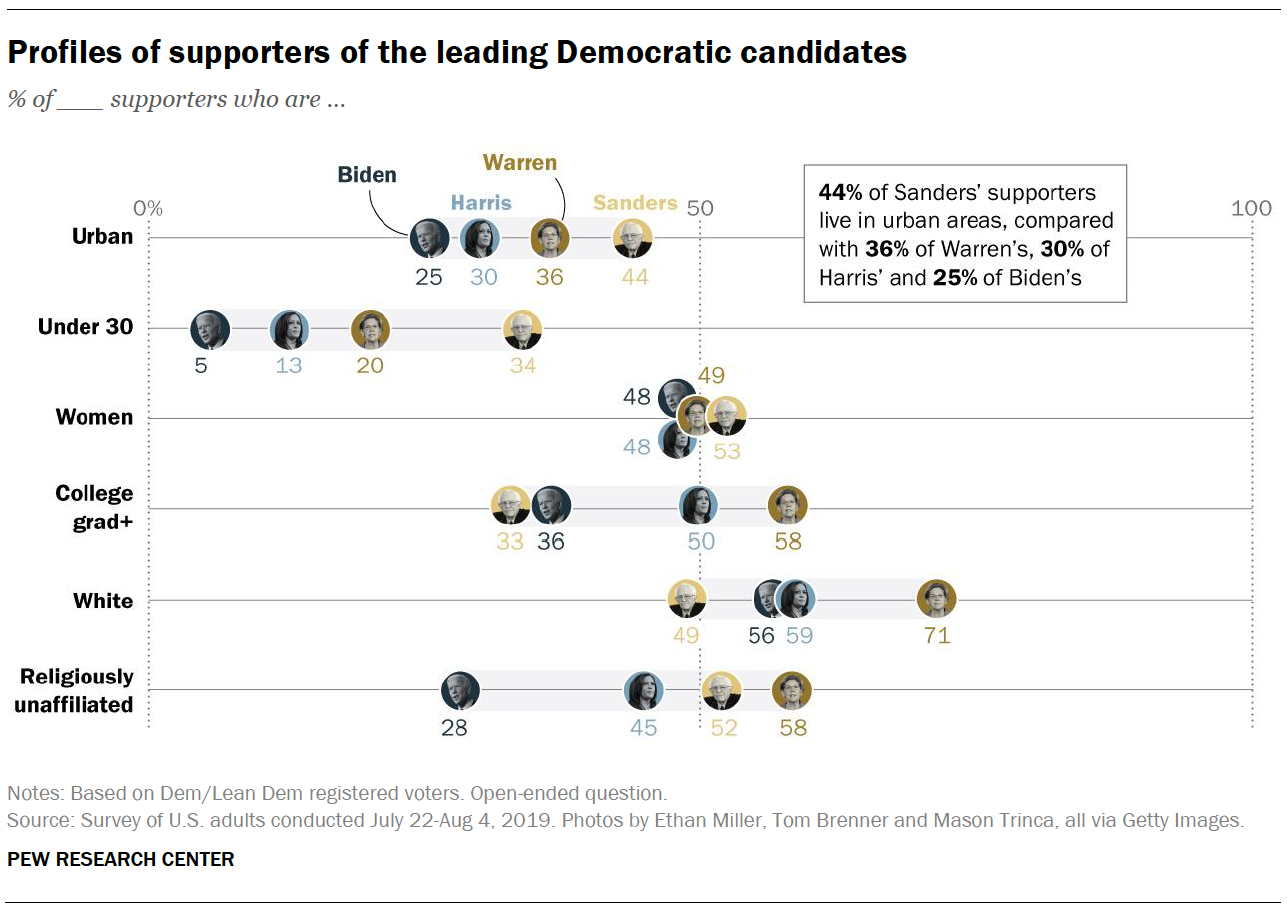 Profiles of supporters of the leading Democratic candidates
% of ___ supporters who are ...
Biden
Warren
Harris
Sanders
0%
50
100
44% of Sanders' supporters
live in urban areas, compared
with 36% of Warren's, 30% of
Harris' and 25% of Biden's
Urban
25 30 36 44
Under 30
5 13 20 34
Women
48 49
48 53
College
grad+
33 36 50 58
White
49 56 59 71
Religiously
unaffiliated
28 45 52 58
Notes: Based on Dem/Lean Dem registered voters. Open-ended question.
Source: Survey of U.S. adults conducted July 22-Aug 4, 2019. Photos by Ethan Miller, Tom Brenner and Mason Trinca, all via Getty Images.
PEW RESEARCH CENTER